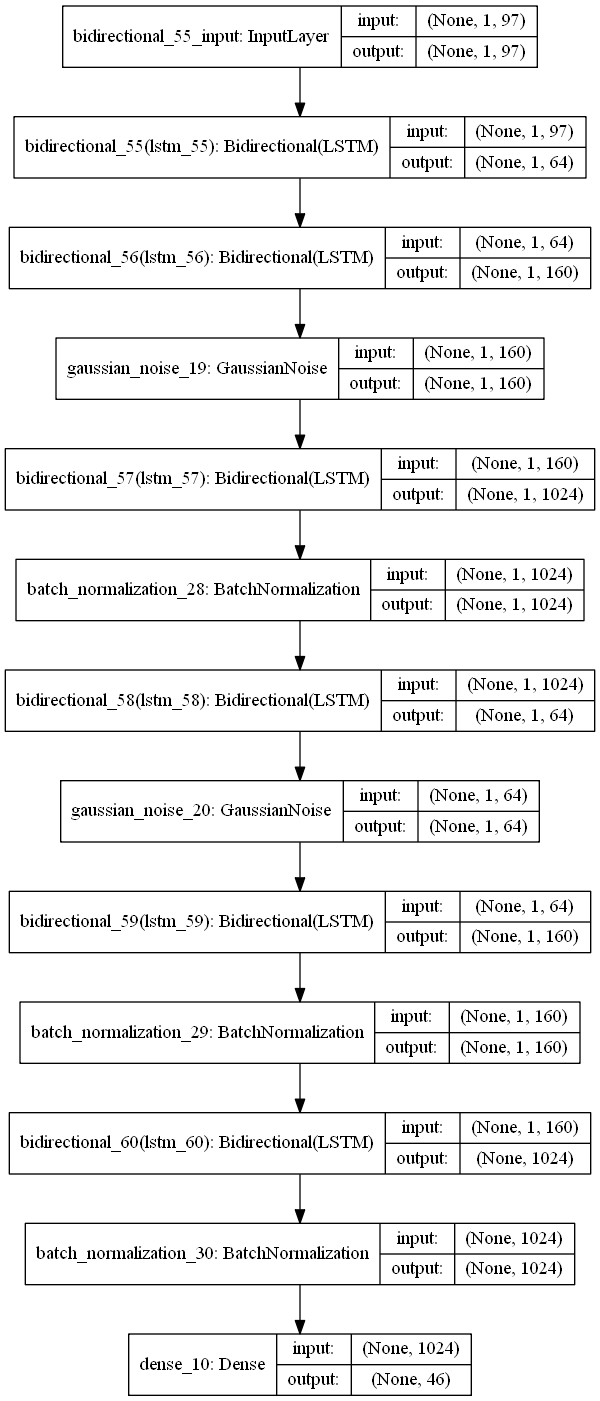 bidirectional_55_input: InputLayer
input: (None, 1, 97)
output: (None, 1, 97)
bidirectional_55(lstm_55): Bidirectional(LSTM)
input: (None, 1, 97)
output: (None, 1, 64)
bidirectional_56(lstm_56): Bidirectional(LSTM)
input: (None, 1, 64)
output: (None, 1, 160)
gaussian_noise_19: GaussianNoise
input: (None, 1, 160)
output: (None, 1, 160)
bidirectional_57(lstm_57): Bidirectional(LSTM)
input: (None, 1, 160)
output: (None, 1, 1024)
batch_normalization_28: BatchNormalization
input: (None, 1, 1024)
output: (None, 1, 1024)
bidirectional_58(lstm_58): Bidirectional(LSTM)
input: (None, 1, 1024)
output: (None, 1, 64)
gaussian_noise_20: GaussianNoise
input: (None, 1, 64)
output: (None, 1, 64)
bidirectional_59(lstm_59): Bidirectional(LSTM)
input: (None, 1, 64)
output: (None, 1, 160)
batch_normalization_29: BatchNormalization
input: (None, 1, 160)
output: (None, 1, 160)
bidirectional_60(lstm_60): Bidirectional(LSTM)
input: (None, 1, 160)
output: (None, 1024)
batch_normalization_30: BatchNormalization
input: (None, 1024)
output: (None, 1024)
dense_10: Dense
input: (None, 1024)
output: (None, 46)